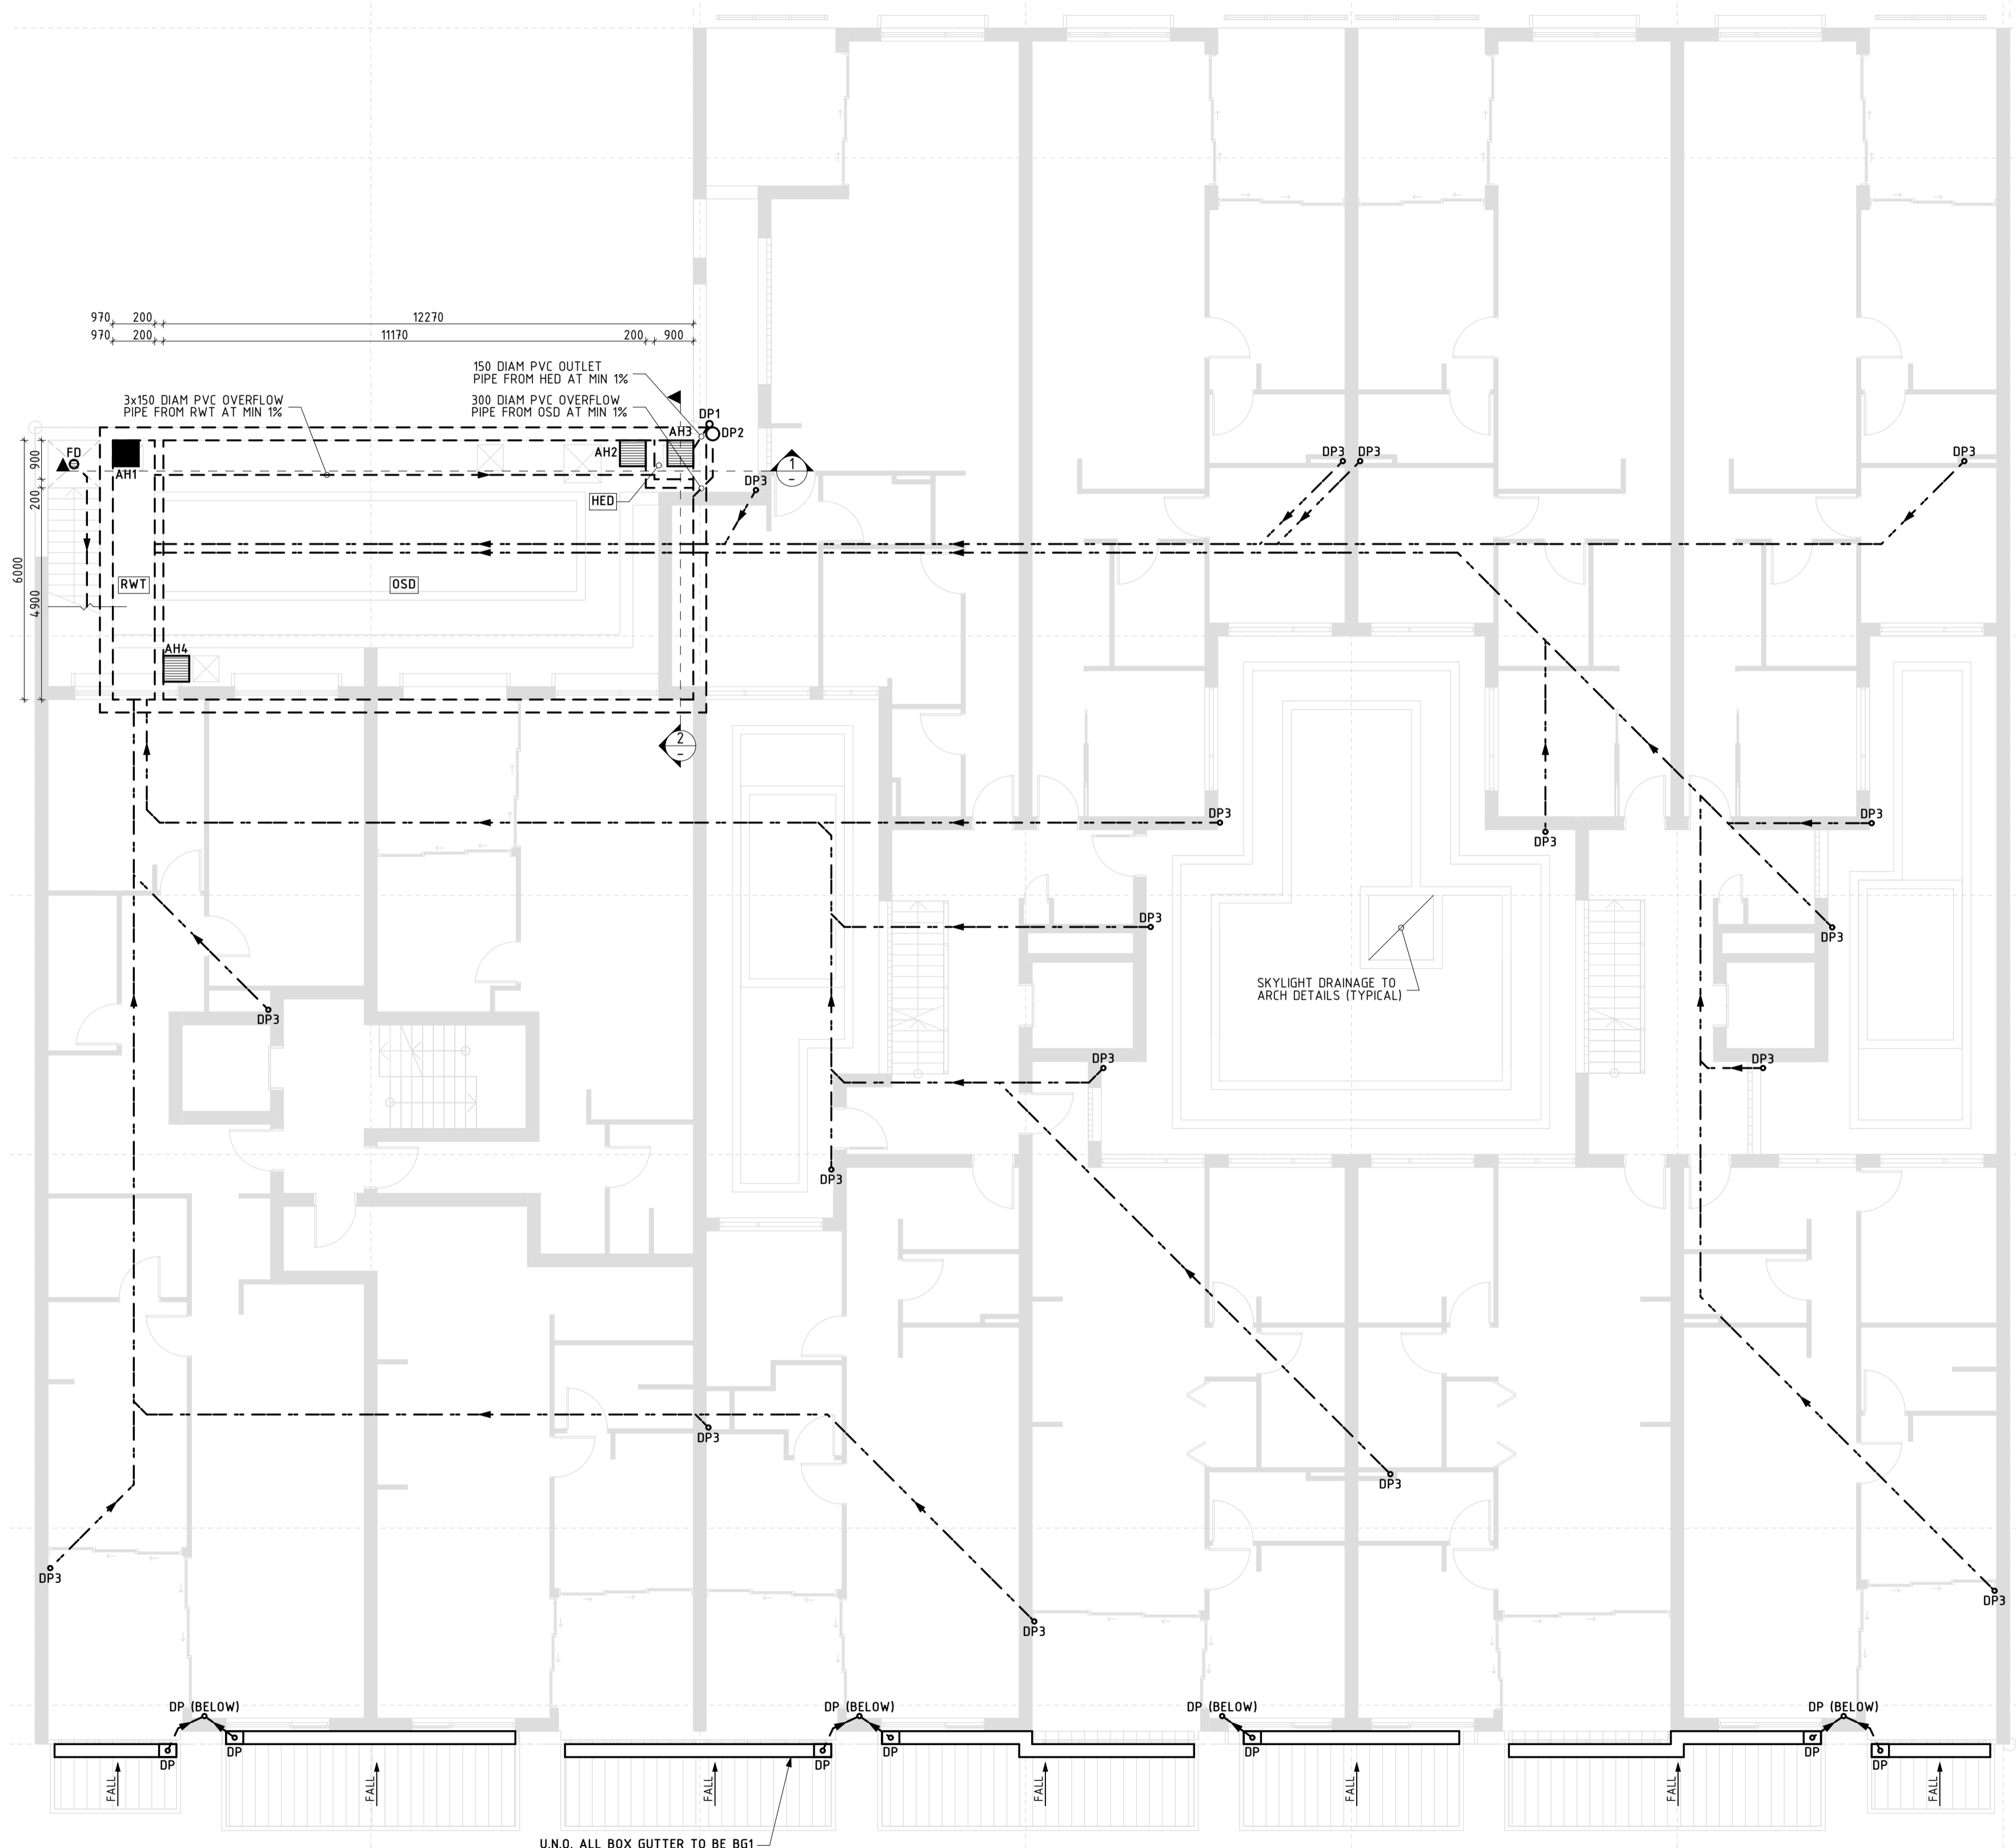 970 200 12270
970 200 11170 200 900
150 DIAM PVC OUTLET
PIPE FROM HED AT MIN 1%
3x150 DIAM PVC OVERFLOW
PIPE FROM RWT AT MIN 1%
300 DIAM PVC OVERFLOW
PIPE FROM OSD AT MIN 1%
DP1
DP2
AH3
AH2
FD
AH1
900
200
6000
4900
1
–
HED
DP3
DP3
DP3
DP3
RWT
OSD
AH4
2
–
DP3
DP3
DP3
DP3
DP3
SKYLIGHT DRAINAGE TO
ARCH DETAILS (TYPICAL)
DP3
DP3
DP3
DP3
DP3
DP3
DP3
DP3
DP3
DP (BELOW)
DP (BELOW)
DP (BELOW)
DP (BELOW)
DP
DP
DP
DP
DP
DP
DP
FALL
FALL
FALL
FALL
FALL
FALL
FALL
U.N.O. ALL BOX GUTTER TO BE BG1